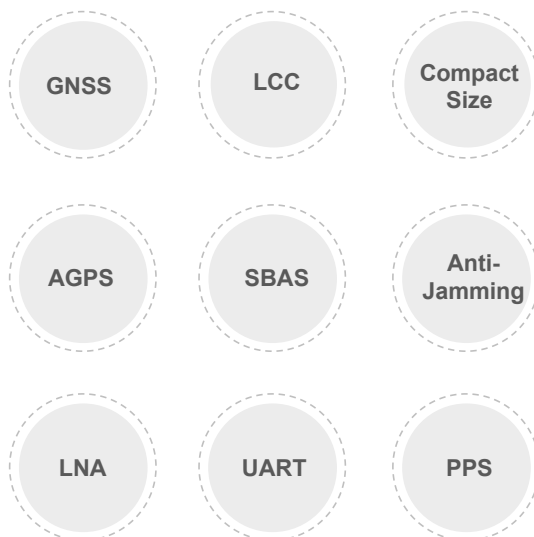 GNSS
LCC
Compact
Size
AGPS
SBAS
Anti-
Jamming
LNA
UART
PPS